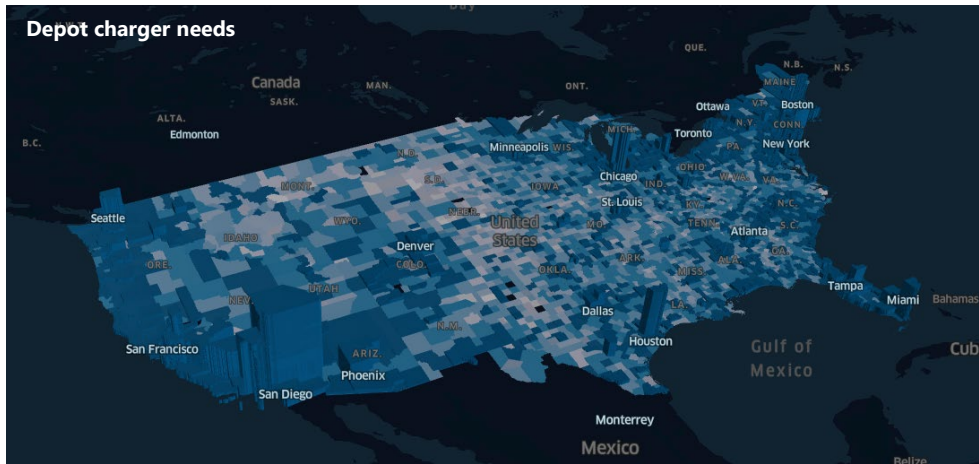 Depot charger needs
Canada
QUE.
N.B.
N.S.
MAN.
ONT.
SASK.
MAINE
ALTA.
Ottawa
VT.
Boston
B.C.
Edmonton
Toronto
N.Y.
CONN.
MICH.
Minneapolis
WIS.
New York
N.D.
PA.
S.D.
Chicago
OHIO
MONT.
IOWA
IND.
W.VA.
VA.
Seattle
St. Louis
WYO.
NEBR.
KY.
N.C.
United
States
MO.
TENN.
S.C.
IDAHO
Denver
Atlanta
ORE.
COLO.
OKLA.
ARK.
ALA.
GA.
UTAH
MISS.
NEV.
Tampa
Miami
Bahamas
LA.
Dallas
N.M.
San Francisco
ARIZ.
Houston
Gulf of
Mexico
Cub
Phoenix
San Diego
Monterrey
Mexico
Belize